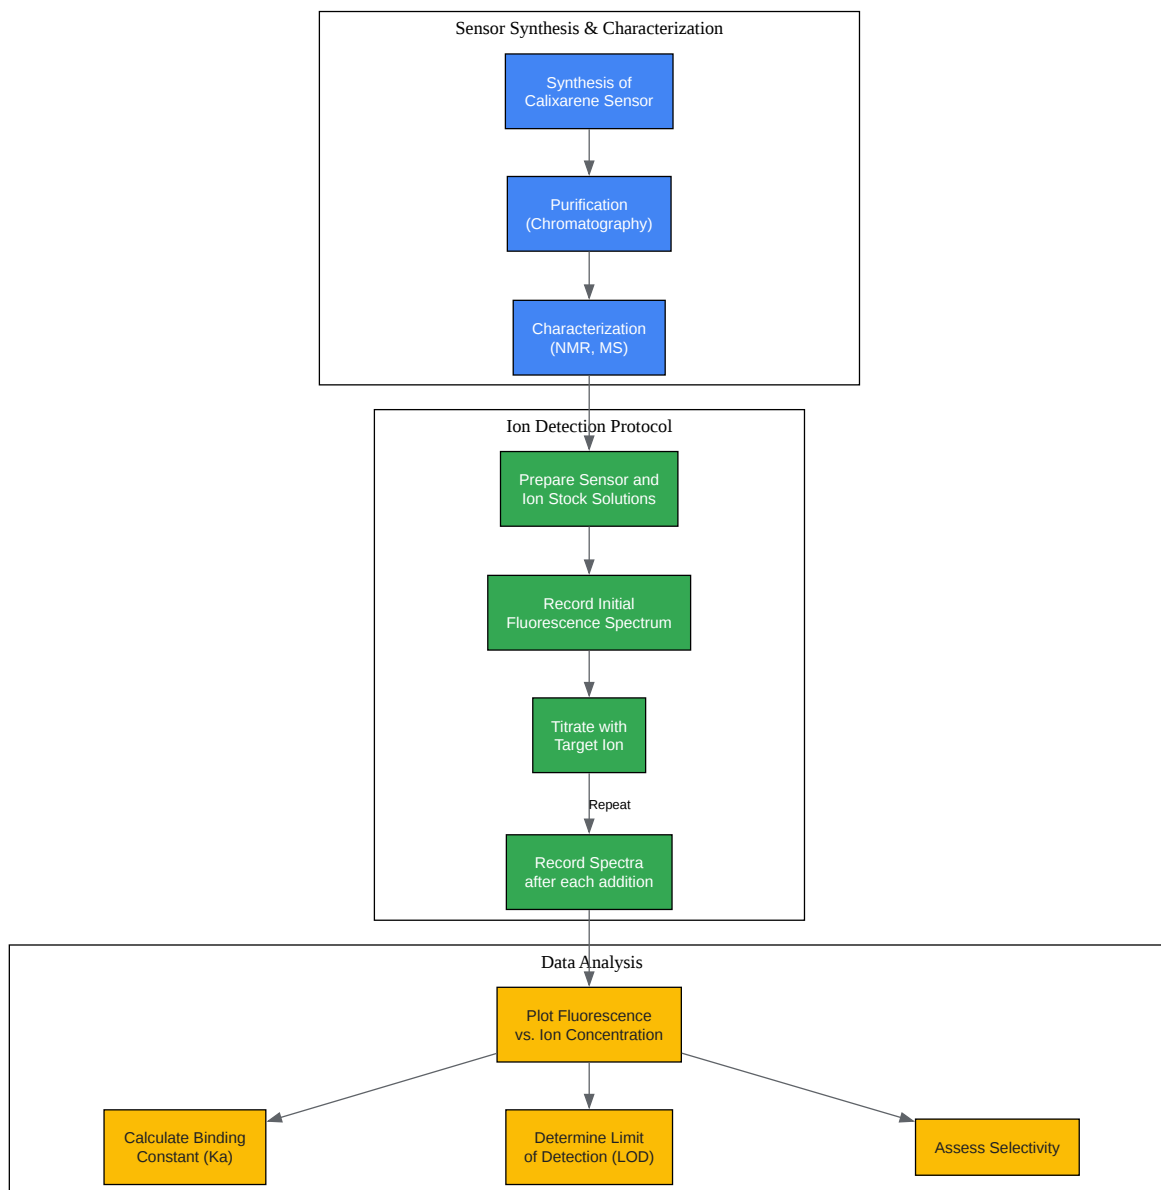 Sensor Synthesis & Characterization
Synthesis of
Calixarene Sensor
Purification
(Chromatography)
Characterization
(NMR, MS)
Ion Detection Protocol
Prepare Sensor and
Ion Stock Solutions
Record Initial
Fluorescence Spectrum
Titrate with
Target Ion
Repeat
Record Spectra
after each addition
Data Analysis
Plot Fluorescence
vs. Ion Concentration
Calculate Binding
Constant (Ka)
Determine Limit
of Detection (LOD)
Assess Selectivity